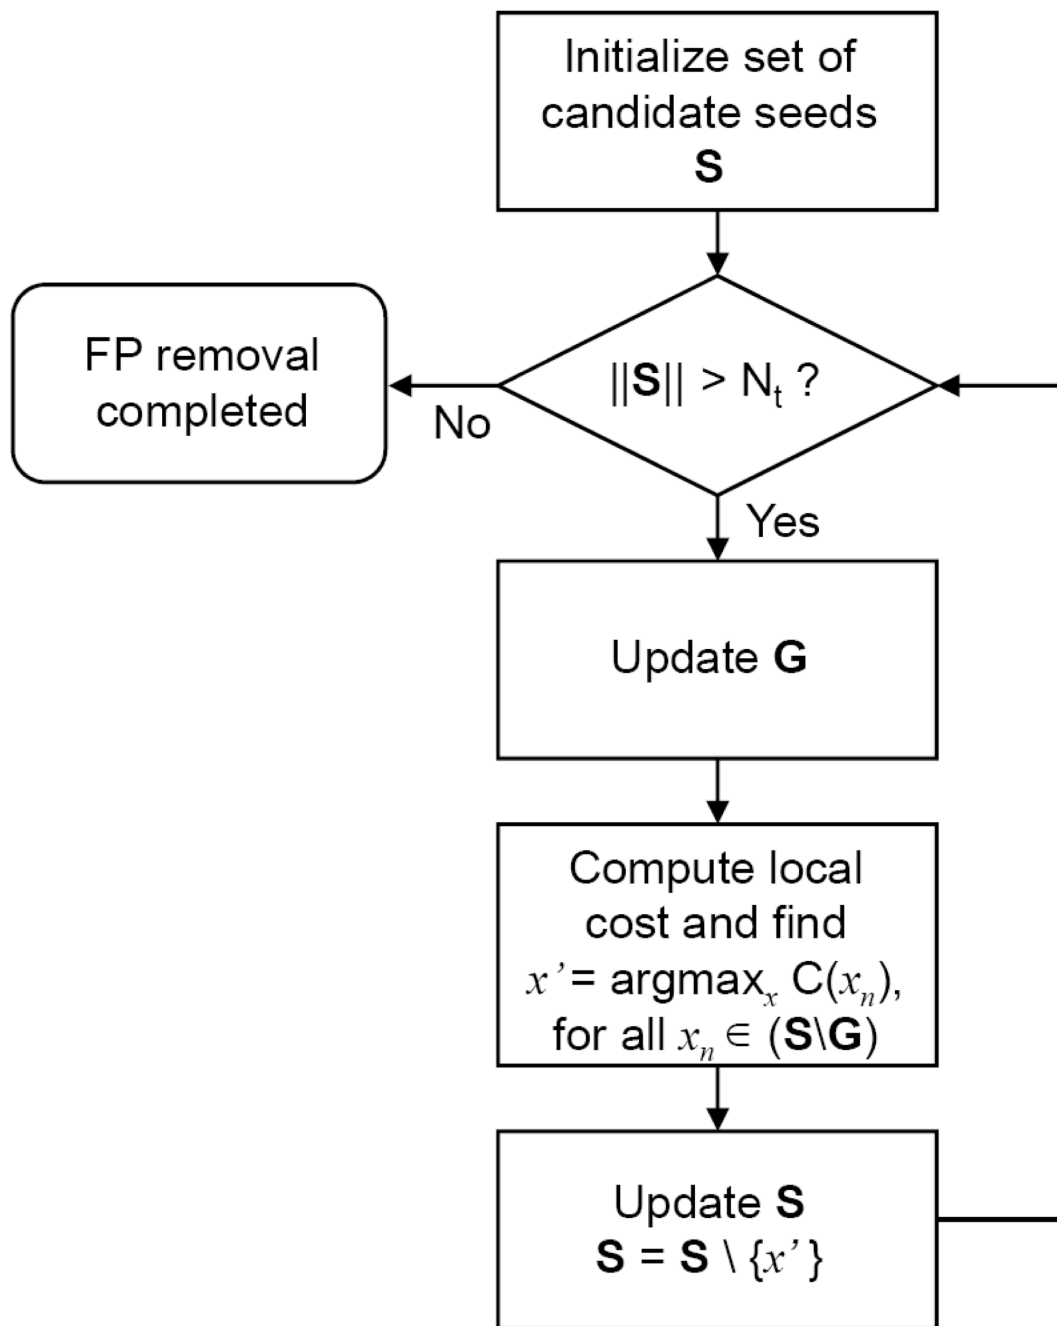 Initialize set of
candidate seeds
S
||S|| > Nt ?
No
FP removal
completed
Yes
Update G
Compute local
cost and find
x’ = argmaxx C(xn),
for all xn ∈ (S\G)
Update S
S = S \ {x’}